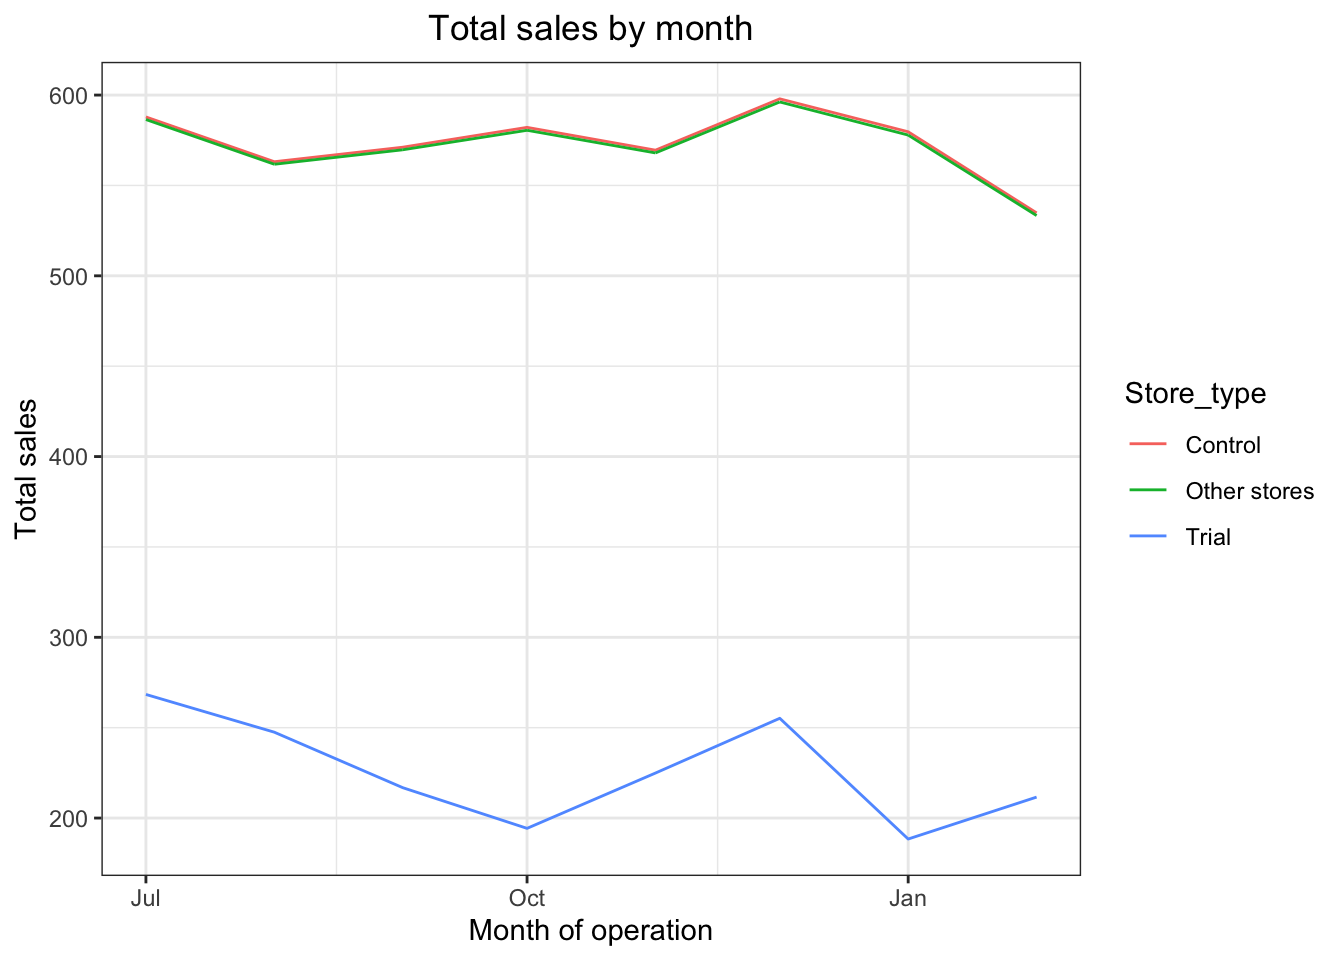 Total sales by month
Total sales
600
500
400
300
200
Jul
Oct
Jan
Month of operation
Store_type
Control
Other stores
Trial